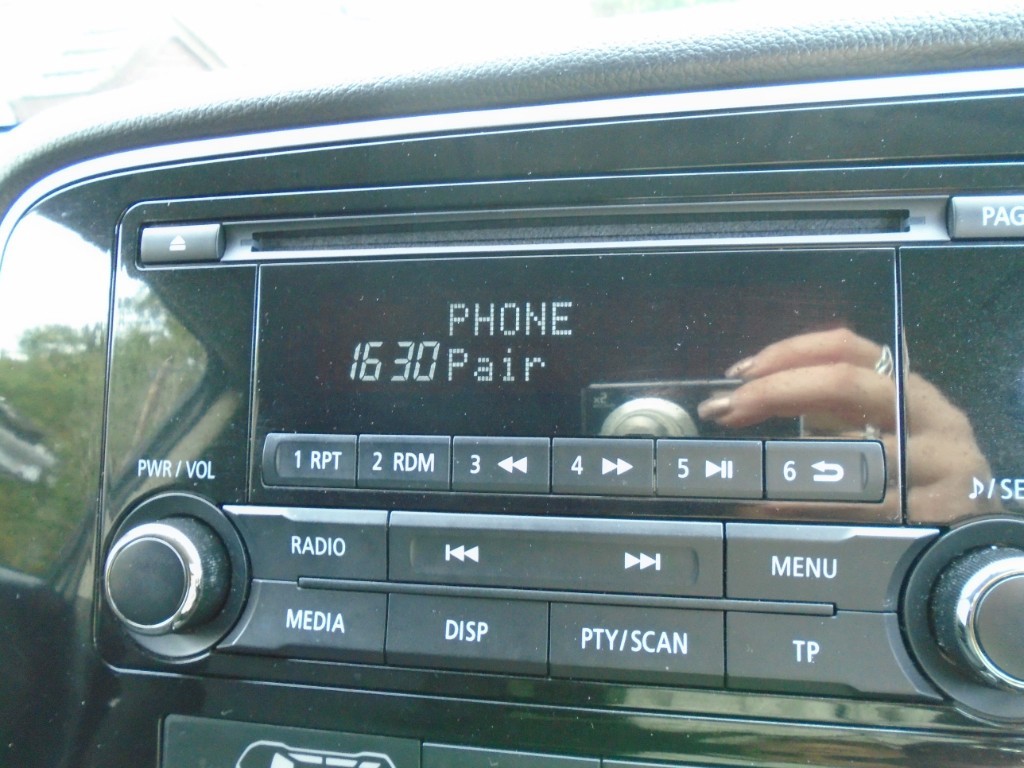 PAG
PHONE
1630 Pair
x2
1 RPT 2 RDM 3 4 5 6
PWR / VOL
/ SE
RADIO
MENU
MEDIA DISP PTY/SCAN TP